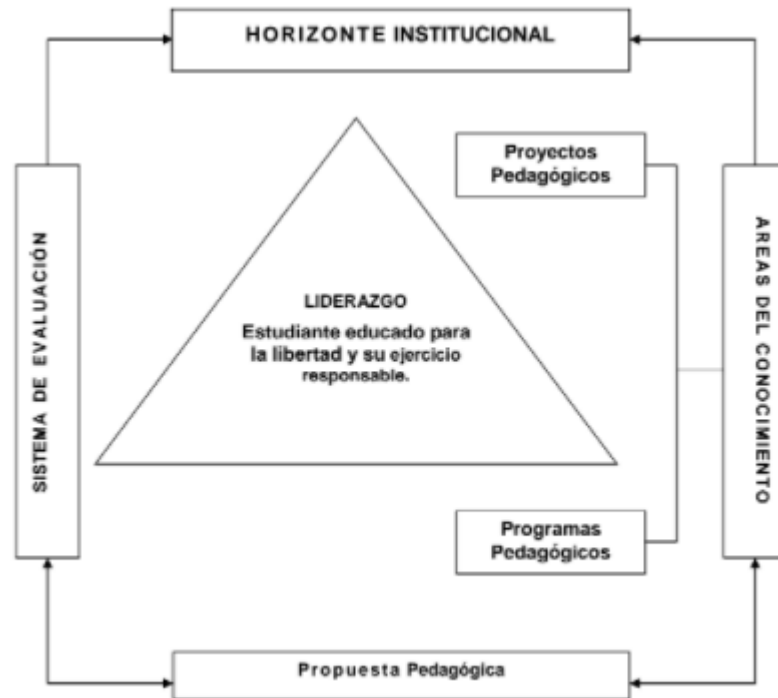 HORIZONTE INSTITUCIONAL
Proyectos
Pedagógicos
SISTEMA DE EVALUACIÓN
AREAS DEL CONOCIMIENTO
LIDERAZGO
Estudiante educado para
la libertad y su ejercicio
responsable.
Programas
Pedagógicos
Propuesta Pedagógica